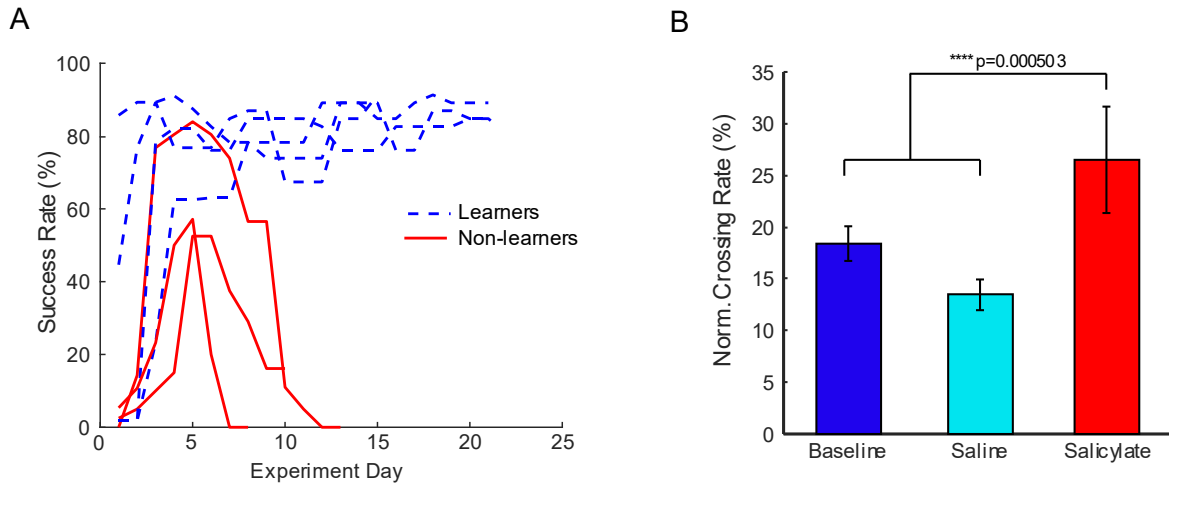 A
100
80
60
40
20
0
0 5 10 15 20 25
Success Rate (%)
Experiment Day
Learners
Non-learners
B
****p=0.000503
35
30
25
20
15
10
5
0
Norm. Crossing Rate (%)
Baseline Saline Salicylate